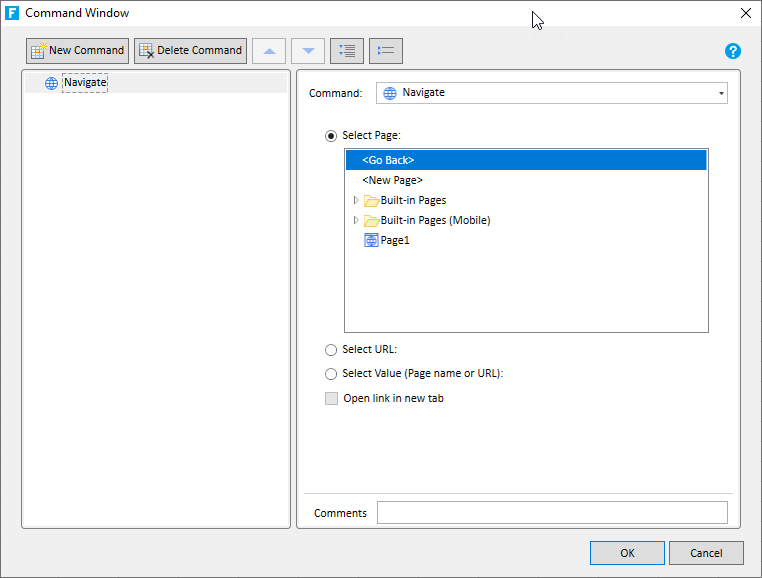 F Command Window
New Command Delete Command ?
Navigate
Command: Navigate
Select Page:
<Go Back>
<New Page>
Built-in Pages
Built-in Pages (Mobile)
Page1
Select URL:
Select Value (Page name or URL):
Open link in new tab
Comments
OK Cancel